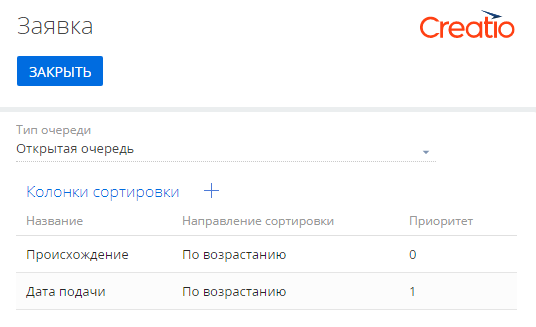 Заявка
Creatio
ЗАКРЫТЬ
Тип очереди
Открытая очередь
Колонки сортировки
Название Направление сортировки Приоритет
Происхождение По возрастанию 0
Дата подачи По возрастанию 1